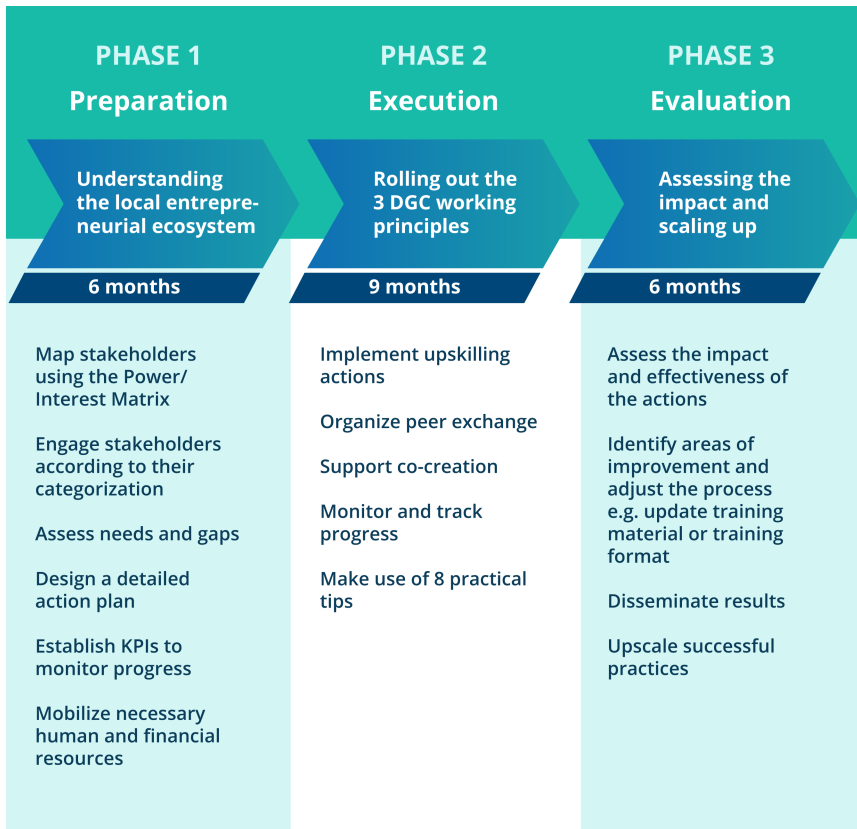 PHASE 1
Preparation
Understanding
the local entrepre-
neurial ecosystem
6 months
Map stakeholders
using the Power/
Interest Matrix
Engage stakeholders
according to their
categorization
Assess needs and gaps
Design a detailed
action plan
Establish KPIs to
monitor progress
Mobilize necessary
human and financial
resources
PHASE 2
Execution
Rolling out the
3 DGC working
principles
9 months
Implement upskilling
actions
Organize peer exchange
Support co-creation
Monitor and track
progress
Make use of 8 practical
tips
PHASE 3
Evaluation
Assessing the
impact and
scaling up
6 months
Assess the impact
and effectiveness of
the actions
Identify areas of
improvement and
adjust the process
e.g. update training
material or training
format
Disseminate results
Upscale successful
practices